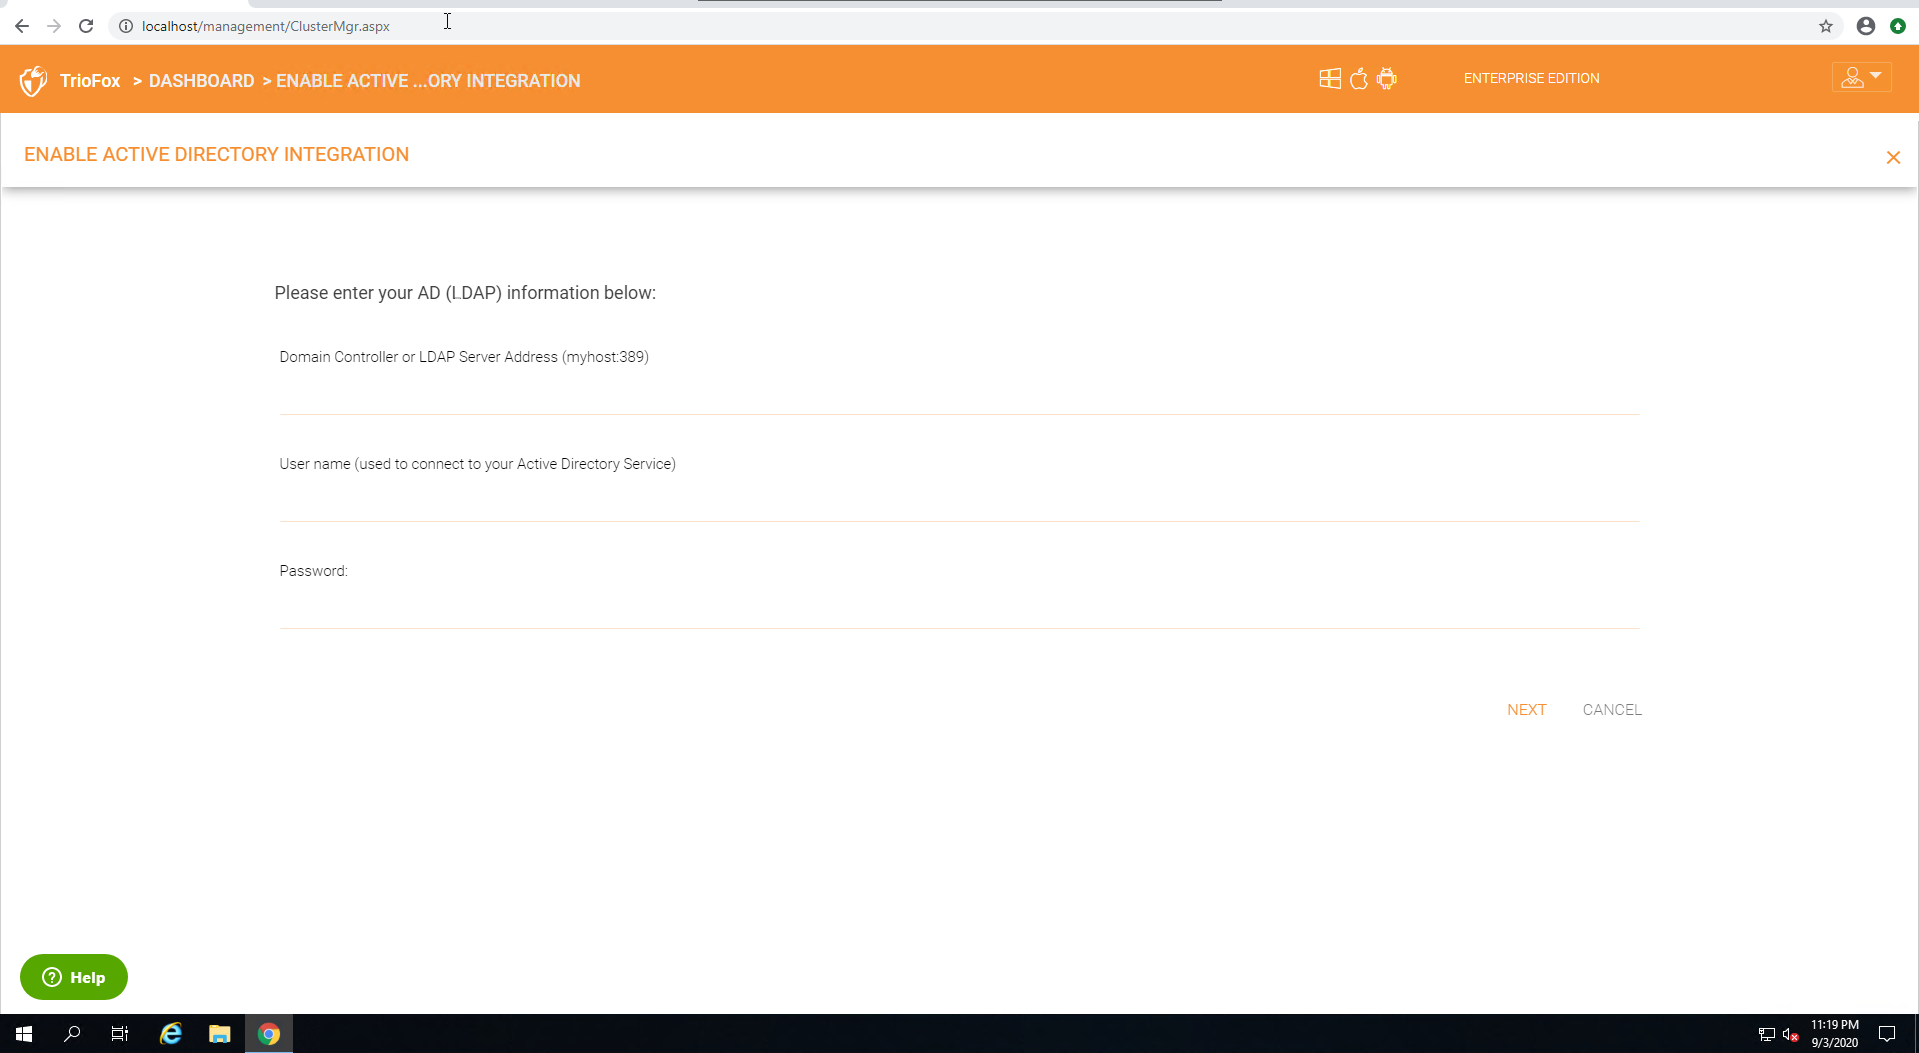 localhost/management/ClusterMgr.aspx
TrioFox > DASHBOARD > ENABLE ACTIVE ...ORY INTEGRATION
ENTERPRISE EDITION
ENABLE ACTIVE DIRECTORY INTEGRATION
Please enter your AD (LDAP) information below:
Domain Controller or LDAP Server Address (myhost:389)
User name (used to connect to your Active Directory Service)
Password:
NEXT CANCEL
Help
11:19 PM
9/3/2020